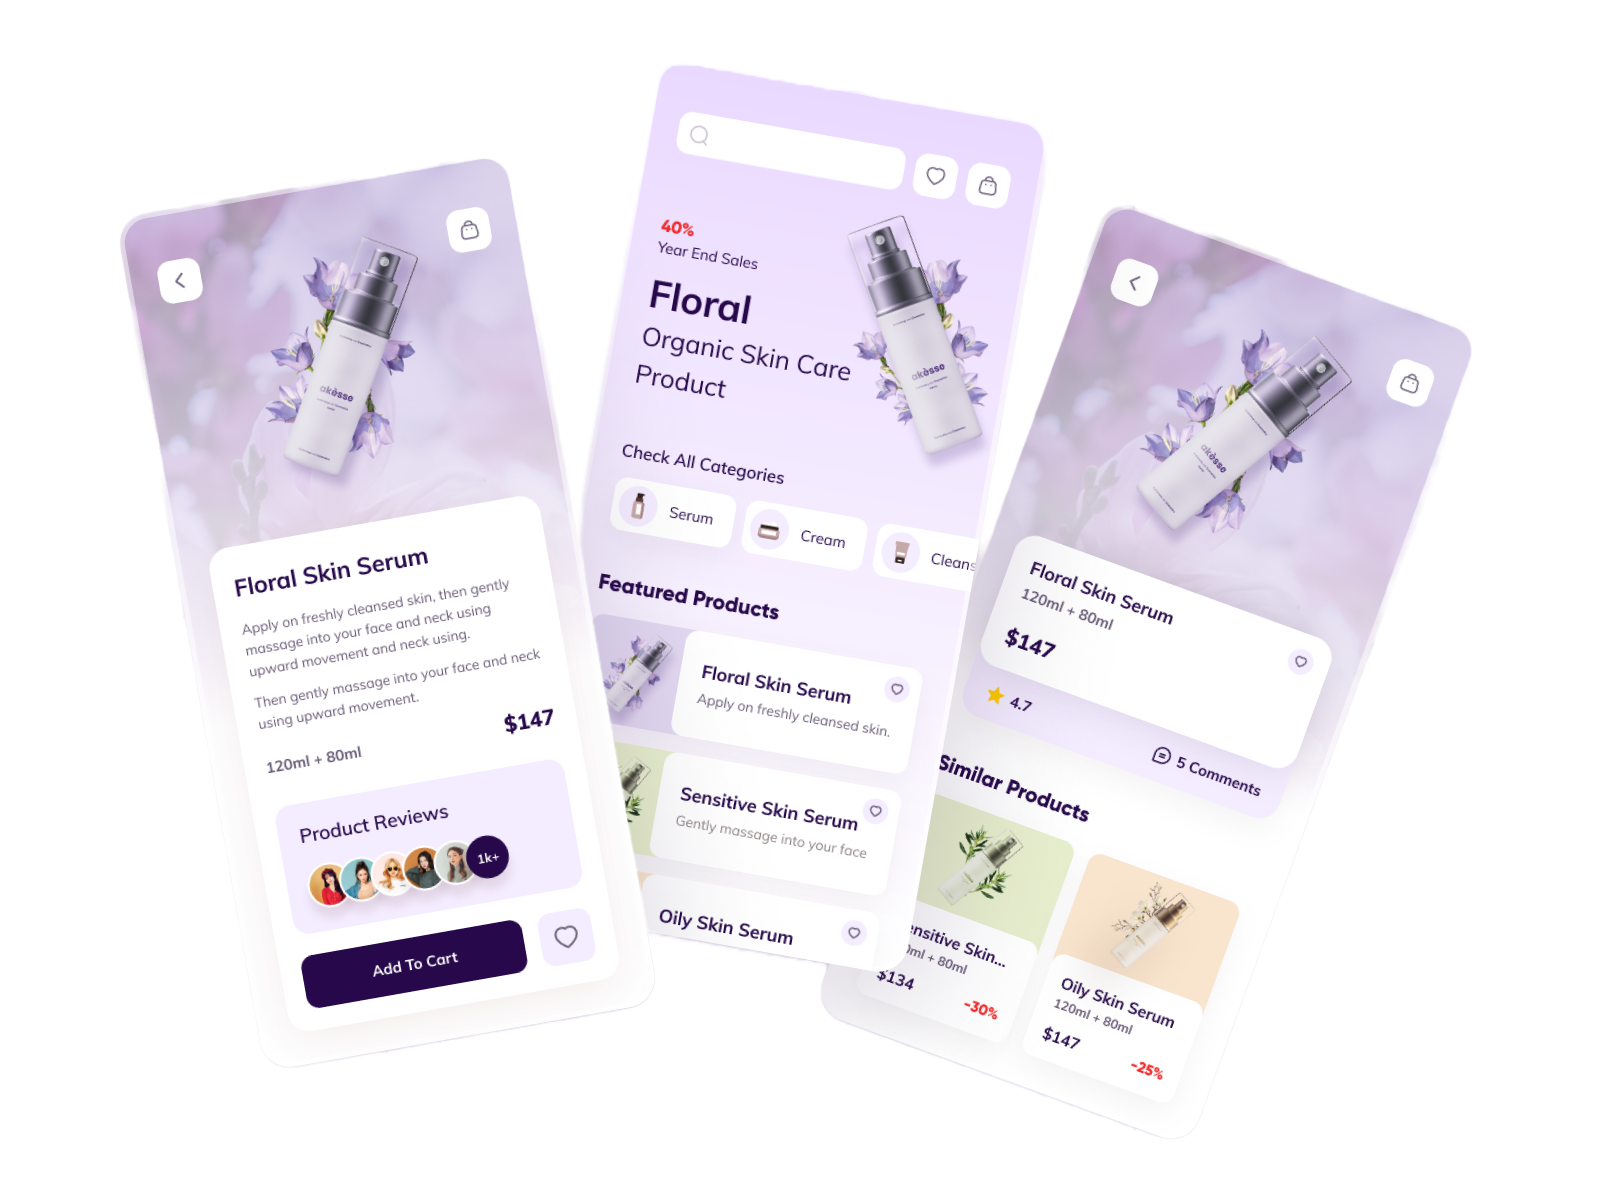 akèsse
Floral Skin Serum
Apply on freshly cleansed skin, then gently
massage into your face and neck using
upward movement and neck using.
Then gently massage into your face and neck
using upward movement.
$147
120ml + 80ml
Product Reviews
1k+
Add To Cart
40%
Year End Sales
Floral
Organic Skin Care
Product
akèsse
Check All Categories
Serum
Cream
Cleans
Featured Products
Floral Skin Serum
Apply on freshly cleansed skin.
Sensitive Skin Serum
Gently massage into your face
Oily Skin Serum
akèsse
Floral Skin Serum
120ml + 80ml
$147
4.7
5 Comments
Similar Products
ensitive Skin...
0ml + 80ml
$134
-30%
Oily Skin Serum
120ml + 80ml
$147
-25%